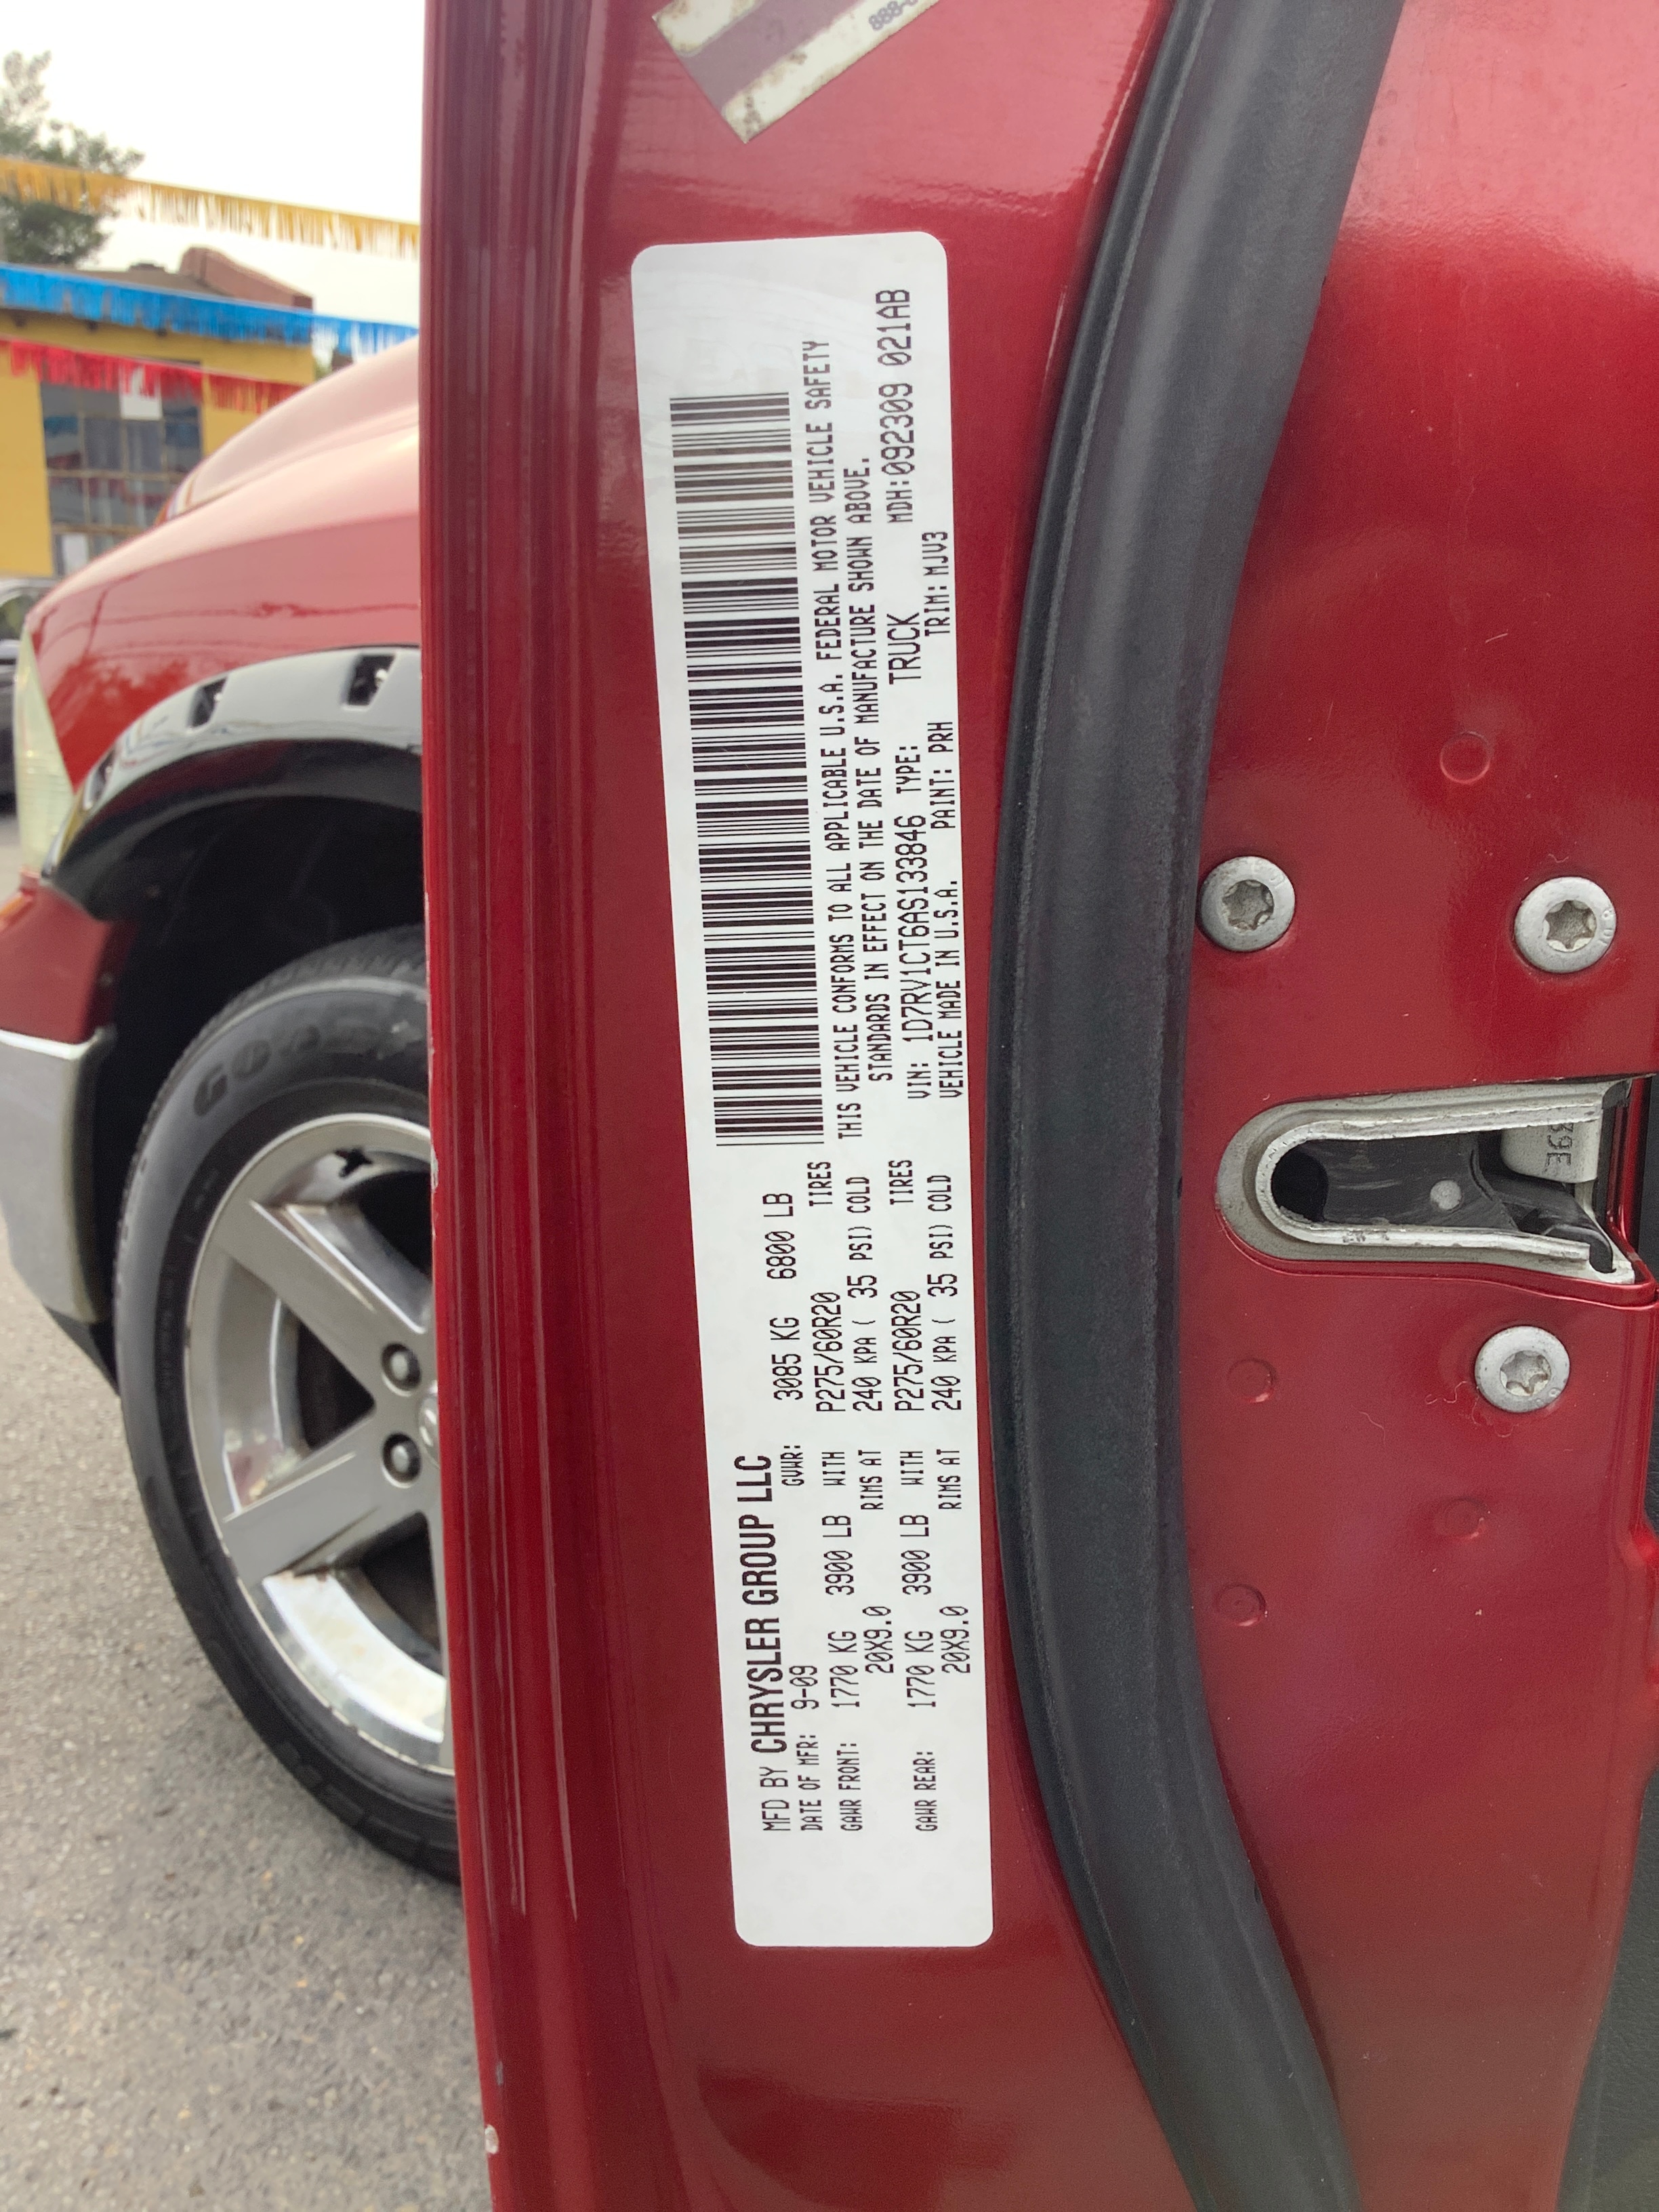 MFD BY CHRYSLER GROUP LLC
DATE OF MFR: 9-09 GVWR: 3085 KG 6800 LB
GAWR FRONT: 1770 KG 3900 LB WITH P275/60R20 TIRES
20X9.0 RIMS AT 240 KPA ( 35 PSI) COLD
GAWR REAR: 1770 KG 3900 LB WITH P275/60R20 TIRES
20X9.0 RIMS AT 240 KPA ( 35 PSI) COLD
THIS VEHICLE CONFORMS TO ALL APPLICABLE U.S.A. FEDERAL MOTOR VEHICLE SAFETY
STANDARDS IN EFFECT ON THE DATE OF MANUFACTURE SHOWN ABOVE.
VIN: 1D7RV1CT6AS133846 TYPE: TRUCK MDH:092309 021AB
VEHICLE MADE IN U.S.A. PAINT: PRH TRIM: MJV3
39E